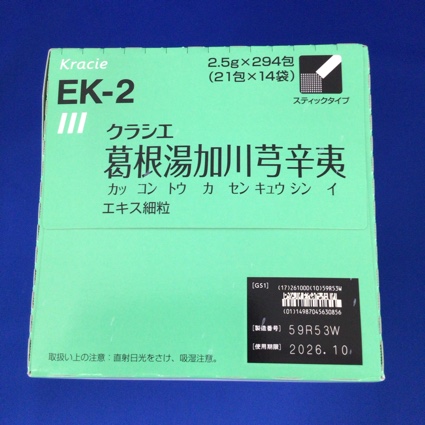 Kracie
2.5g×294包
(21包×14袋)
スティックタイプ
EK-2
クラシエ
葛根湯加川芎辛夷
カッ コン トウ カ セン キュウ シン イ
エキス細粒
[GS1] (17)261000(10)59R53W
(01)14987045630856
[製造番号] 59R53W
[使用期限] 2026.10
取扱い上の注意：直射日光をさけ、吸湿注意。